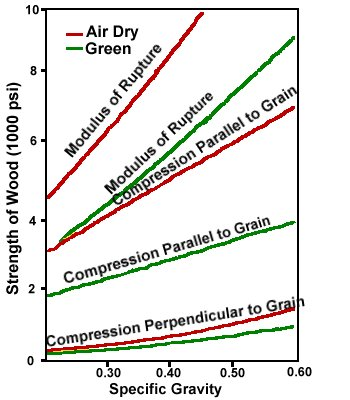 10
8
6
4
2
0
Strength of Wood (1000 psi)
Air Dry
Green
Modulus of Rupture
Modulus of Rupture
Compression Parallel to Grain
Compression Parallel to Grain
Compression Perpendicular to Grain
0.30 0.40 0.50 0.60
Specific Gravity